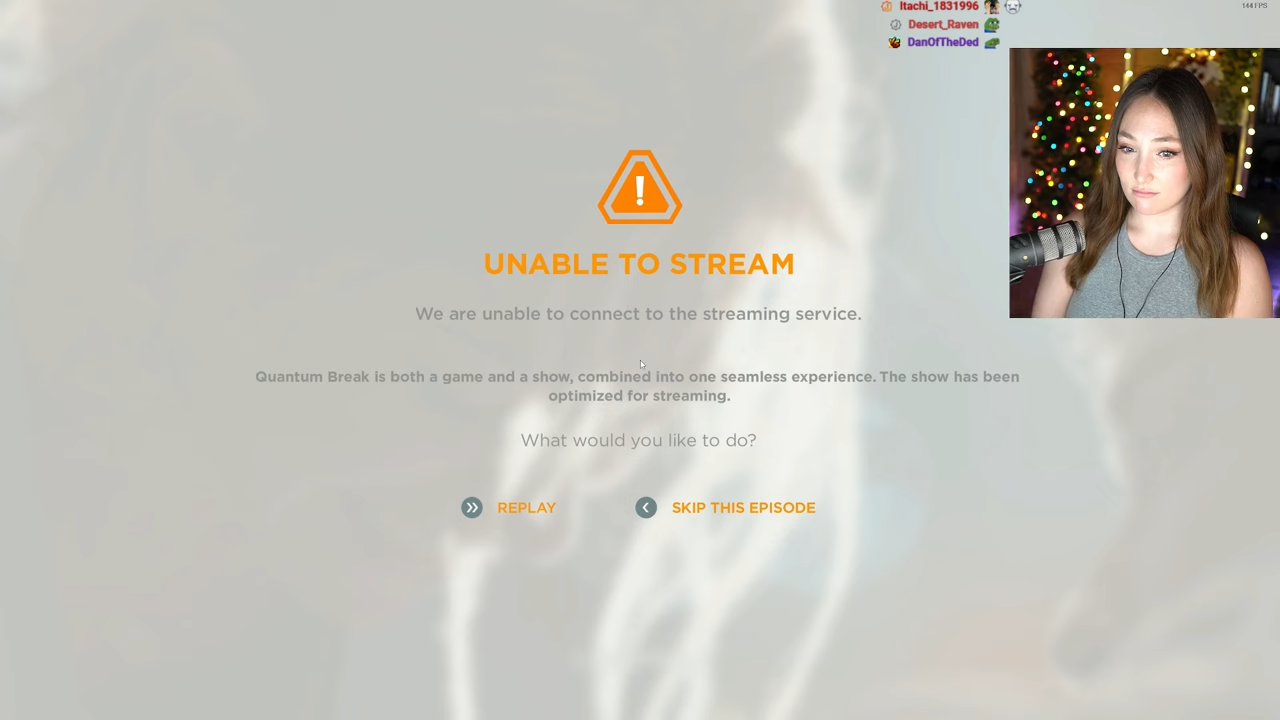 Itachi_1831996
144 FPS
Desert_Raven
DanOfTheDed
UNABLE TO STREAM
We are unable to connect to the streaming service.
Quantum Break is both a game and a show, combined into one seamless experience. The show has been
optimized for streaming.
What would you like to do?
REPLAY
SKIP THIS EPISODE